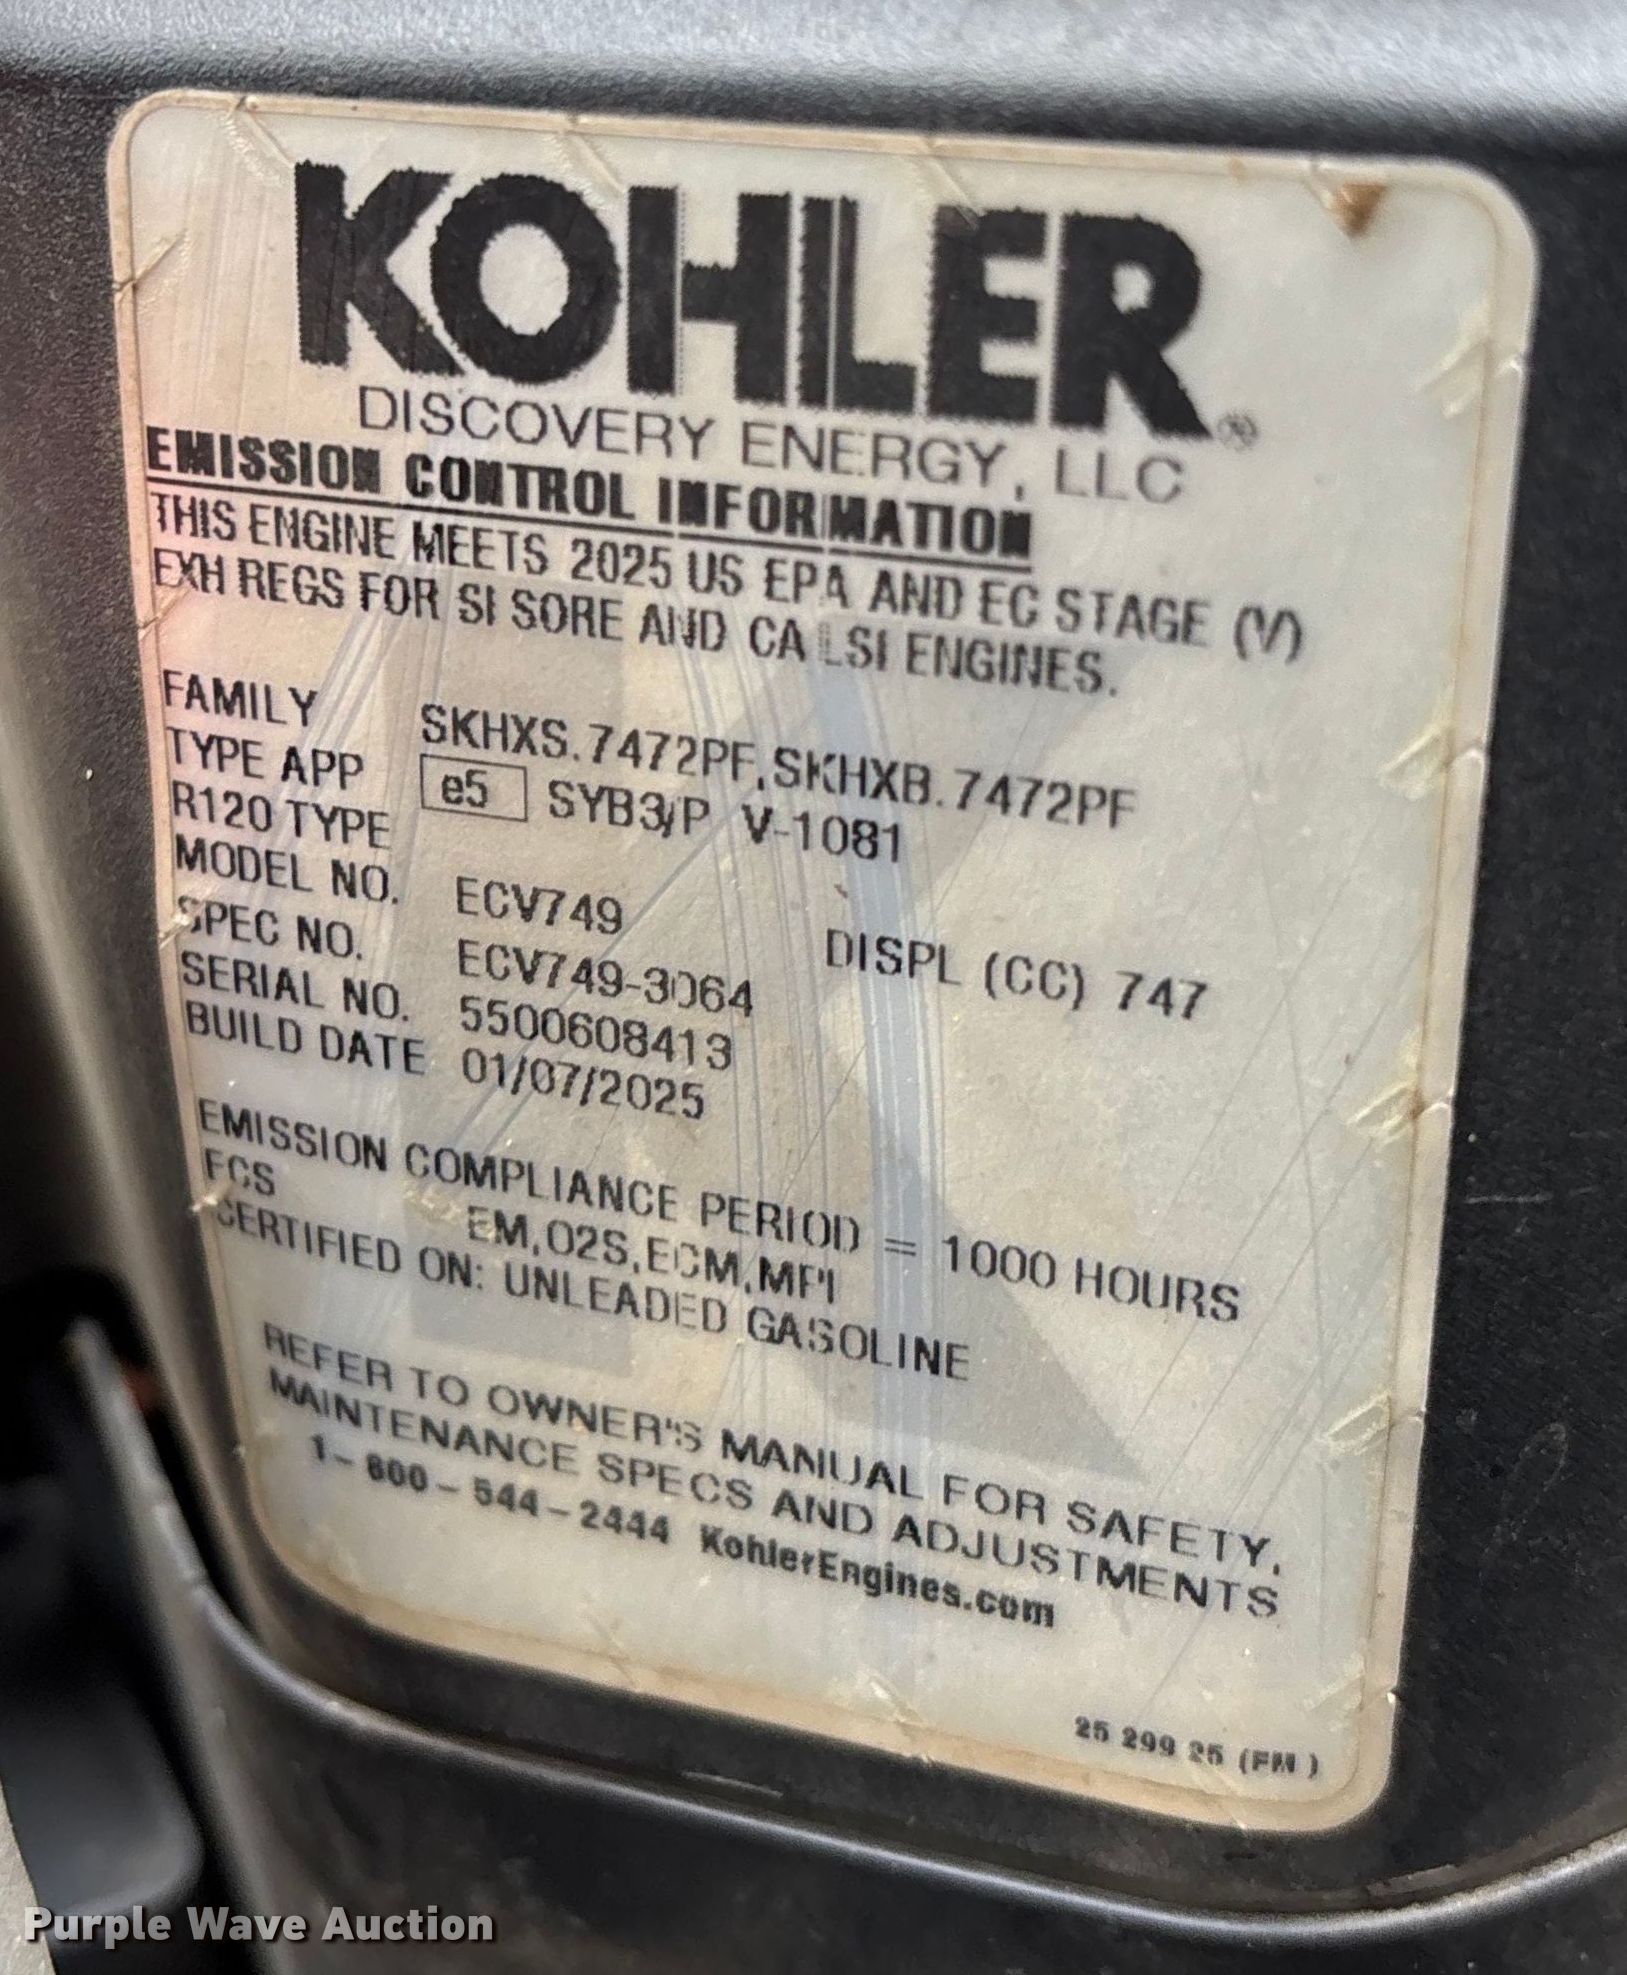 KOHLER®
DISCOVERY ENERGY, LLC
EMISSION CONTROL INFORMATION
THIS ENGINE MEETS 2025 US EPA AND EC STAGE (V)
EXH REGS FOR SI SORE AND CA LSI ENGINES.
FAMILY SKHXS.7472PF,SKHXB.7472PF
TYPE APP e5 SYB3/P V-1081
R120 TYPE
MODEL NO. ECV749 DISPL (CC) 747
SPEC NO. ECV749-3064
SERIAL NO. 5500608413
BUILD DATE 01/07/2025
EMISSION COMPLIANCE PERIOD = 1000 HOURS
ECS EM,O2S,ECM,MPI
CERTIFIED ON: UNLEADED GASOLINE
REFER TO OWNER'S MANUAL FOR SAFETY,
MAINTENANCE SPECS AND ADJUSTMENTS
1-800-544-2444 KohlerEngines.com
25 299 25 (FM )
Purple Wave Auction